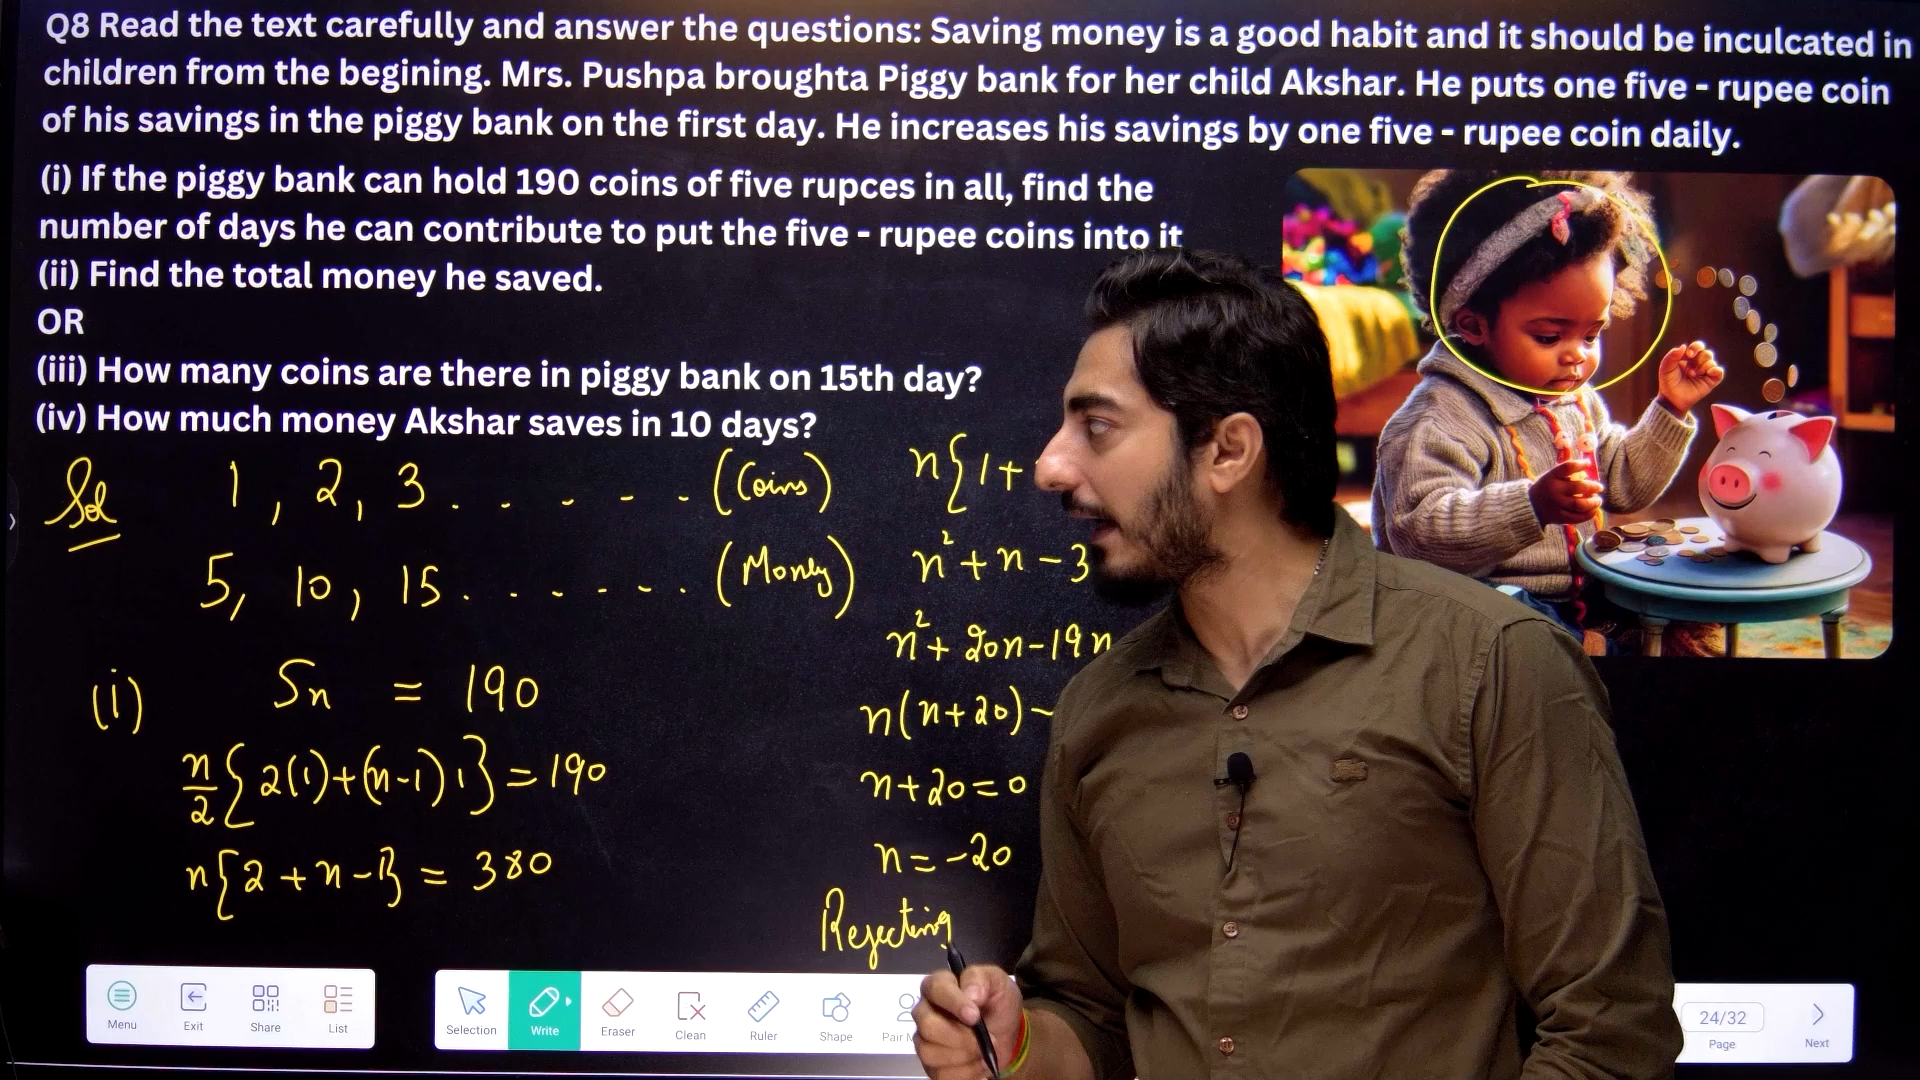 Q8 Read the text carefully and answer the questions: Saving money is a good habit and it should be inculcated in
children from the begining. Mrs. Pushpa broughta Piggy bank for her child Akshar. He puts one five - rupee coin
of his savings in the piggy bank on the first day. He increases his savings by one five - rupee coin daily.
(i) If the piggy bank can hold 190 coins of five rupces in all, find the
number of days he can contribute to put the five - rupee coins into it
(ii) Find the total money he saved.
OR
(iii) How many coins are there in piggy bank on 15th day?
(iv) How much money Akshar saves in 10 days?
Sol 1, 2, 3 . . . . . . (Coins)
5, 10, 15 . . . . . . . (Money)
(i) Sn = 190
n/2 { 2(1)+(n-1) 1} = 190
n{2 + n-1} = 380
n{1+
n²+n-3
n²+20n-19n
n(n+20)-
n+20=0
n=-20
Rejecting
Menu
Exit
Share
List
Selection
Write
Eraser
Clean
Ruler
Shape
Pair
24/32
Page
Next